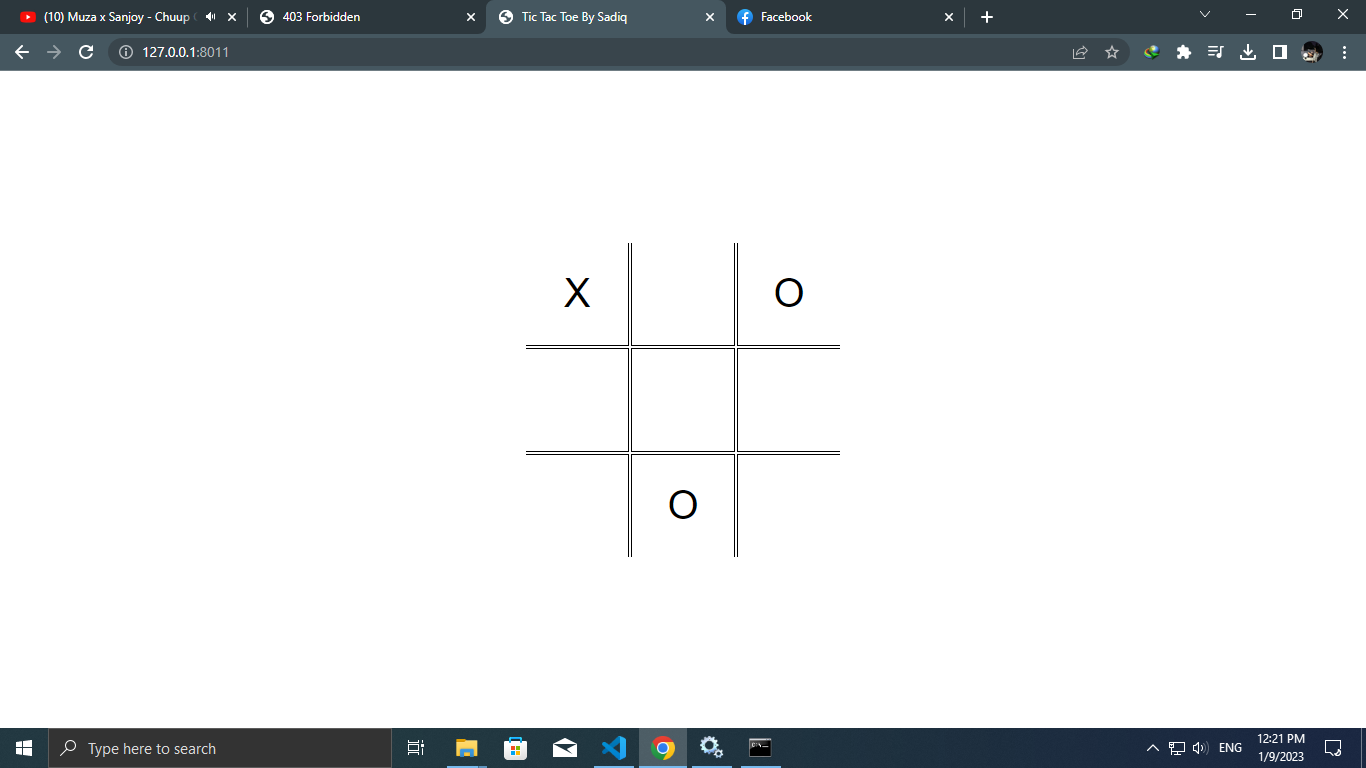 (10) Muza x Sanjoy - Chuup
403 Forbidden
Tic Tac Toe By Sadiq
Facebook
127.0.0.1:8011
X
O
O
Type here to search
ENG
12:21 PM
1/9/2023